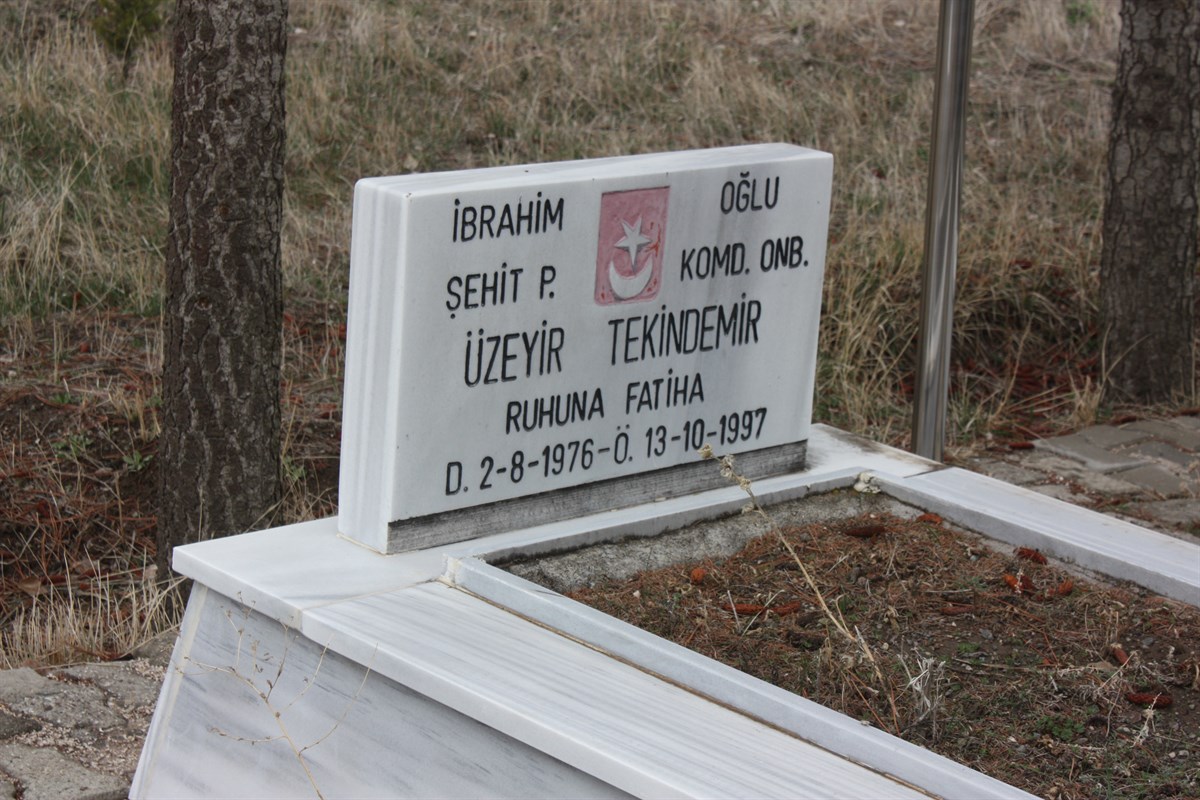 İBRAHİM OĞLU
ŞEHİT P. KOMD. ONB.
ÜZEYİR TEKİNDEMİR
RUHUNA FATİHA
D. 2-8-1976-Ö. 13-10-1997